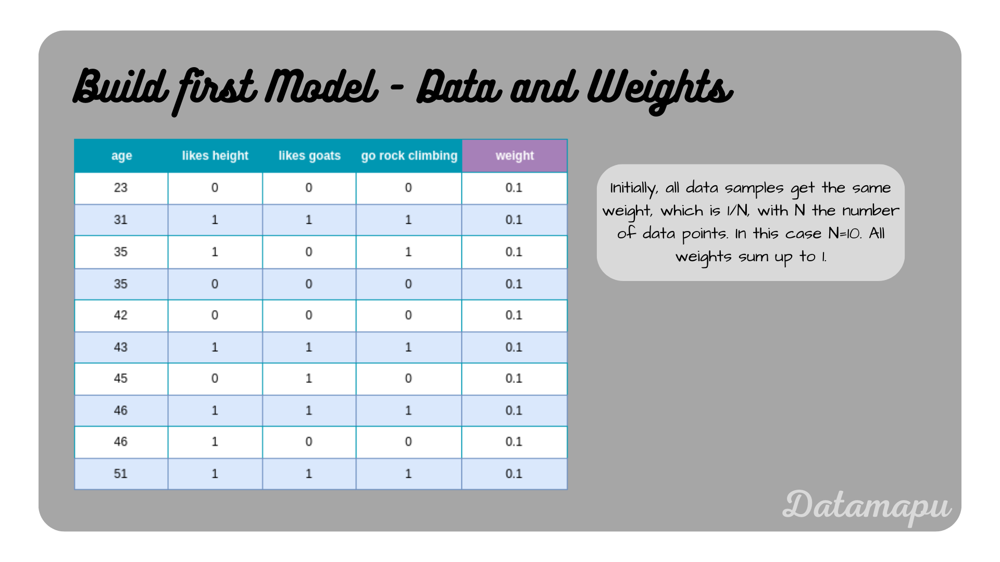 Build first Model - Data and Weights
age likes height likes goats go rock climbing weight
23 0 0 0 0.1
31 1 1 1 0.1
35 1 0 1 0.1
35 0 0 0 0.1
42 0 0 0 0.1
43 1 1 1 0.1
45 0 1 0 0.1
46 1 1 1 0.1
46 1 0 0 0.1
51 1 1 1 0.1
Initially, all data samples get the same
weight, which is 1/N, with N the number
of data points. In this case N=10. All
weights sum up to 1.
Datamapu